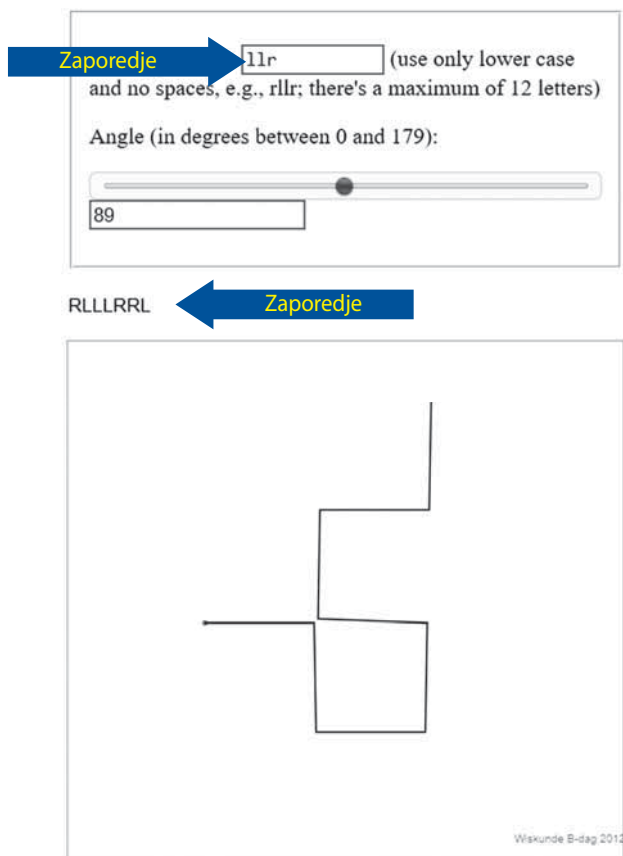 Zaporedje llr (use only lower case
and no spaces, e.g., rllr; there's a maximum of 12 letters)
Angle (in degrees between 0 and 179):
89
RLLLRRL Zaporedje
Wiskunde B-dag 2012